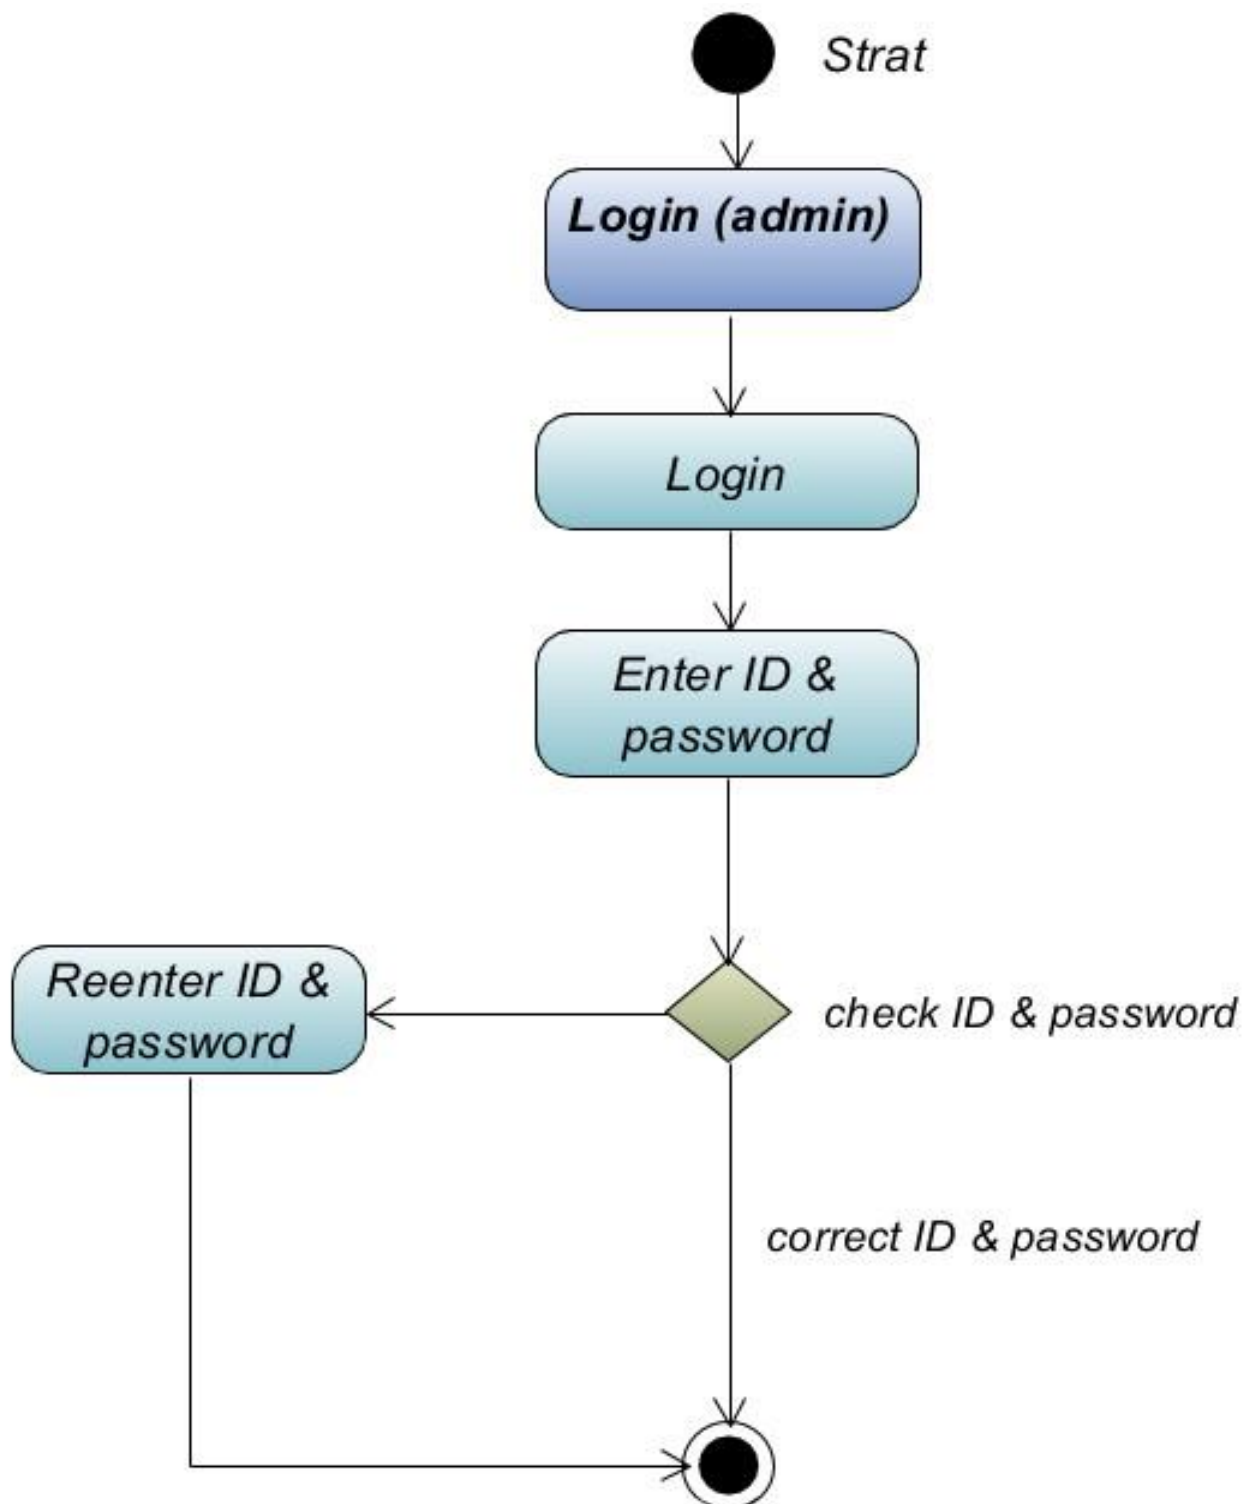 Strat
Login (admin)
Login
Enter ID &
password
Reenter ID &
password
check ID & password
correct ID & password